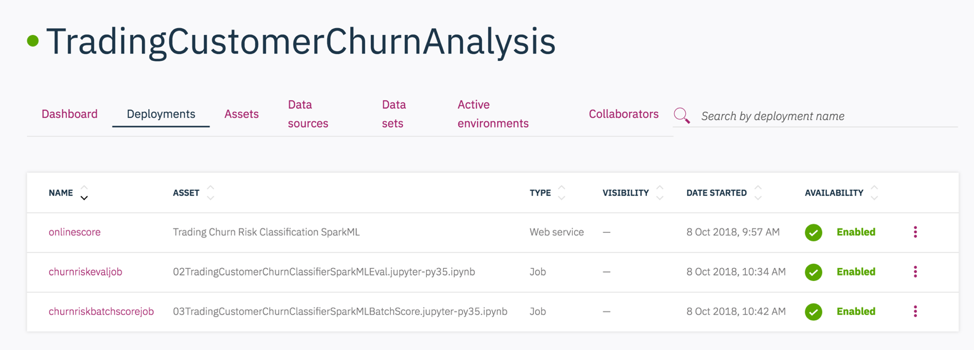 TradingCustomerChurnAnalysis
Dashboard Deployments Assets Data sources Data sets Active environments Collaborators Search by deployment name
NAME ASSET TYPE VISIBILITY DATE STARTED AVAILABILITY
onlinescore Trading Churn Risk Classification SparkML Web service — 8 Oct 2018, 9:57 AM Enabled
churnriskevaljob 02TradingCustomerChurnClassifierSparkMLEval.jupyter-py35.ipynb Job — 8 Oct 2018, 10:34 AM Enabled
churnriskbatchscorejob 03TradingCustomerChurnClassifierSparkMLBatchScore.jupyter-py35.ipynb Job — 8 Oct 2018, 10:42 AM Enabled